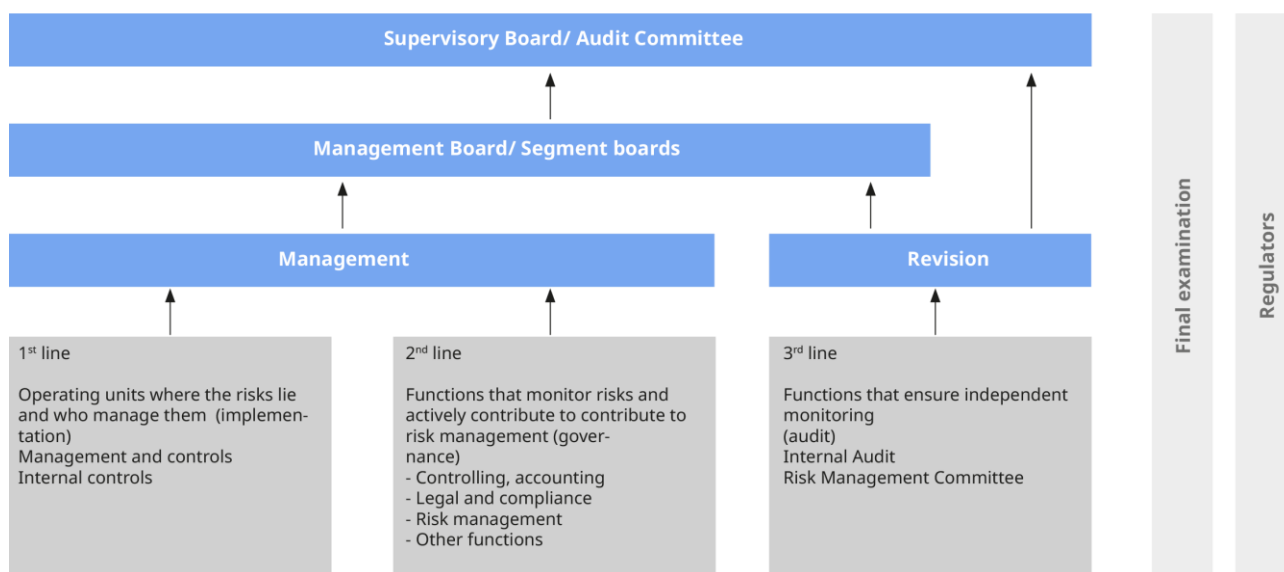 Supervisory Board/ Audit Committee
Management Board/ Segment boards
Management
Revision
1st line
Operating units where the risks lie
and who manage them (implemen-
tation)
Management and controls
Internal controls
2nd line
Functions that monitor risks and
actively contribute to contribute to
risk management (gover-
nance)
- Controlling, accounting
- Legal and compliance
- Risk management
- Other functions
3rd line
Functions that ensure independent
monitoring
(audit)
Internal Audit
Risk Management Committee
Final examination
Regulators